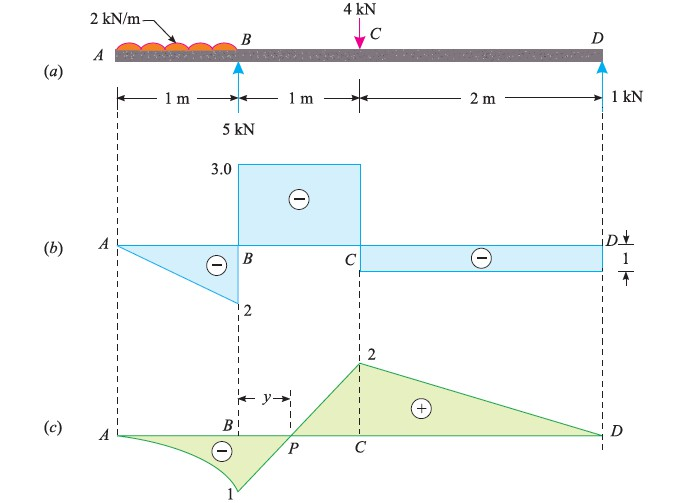 4 kN
2 kN/m
A
B
C
D
(a)
1 m
1 m
2 m
1 kN
5 kN
3.0
−
(b)
A
−
B
C
−
D
1
2
2
y
+
(c)
A
B
−
P
C
D
1